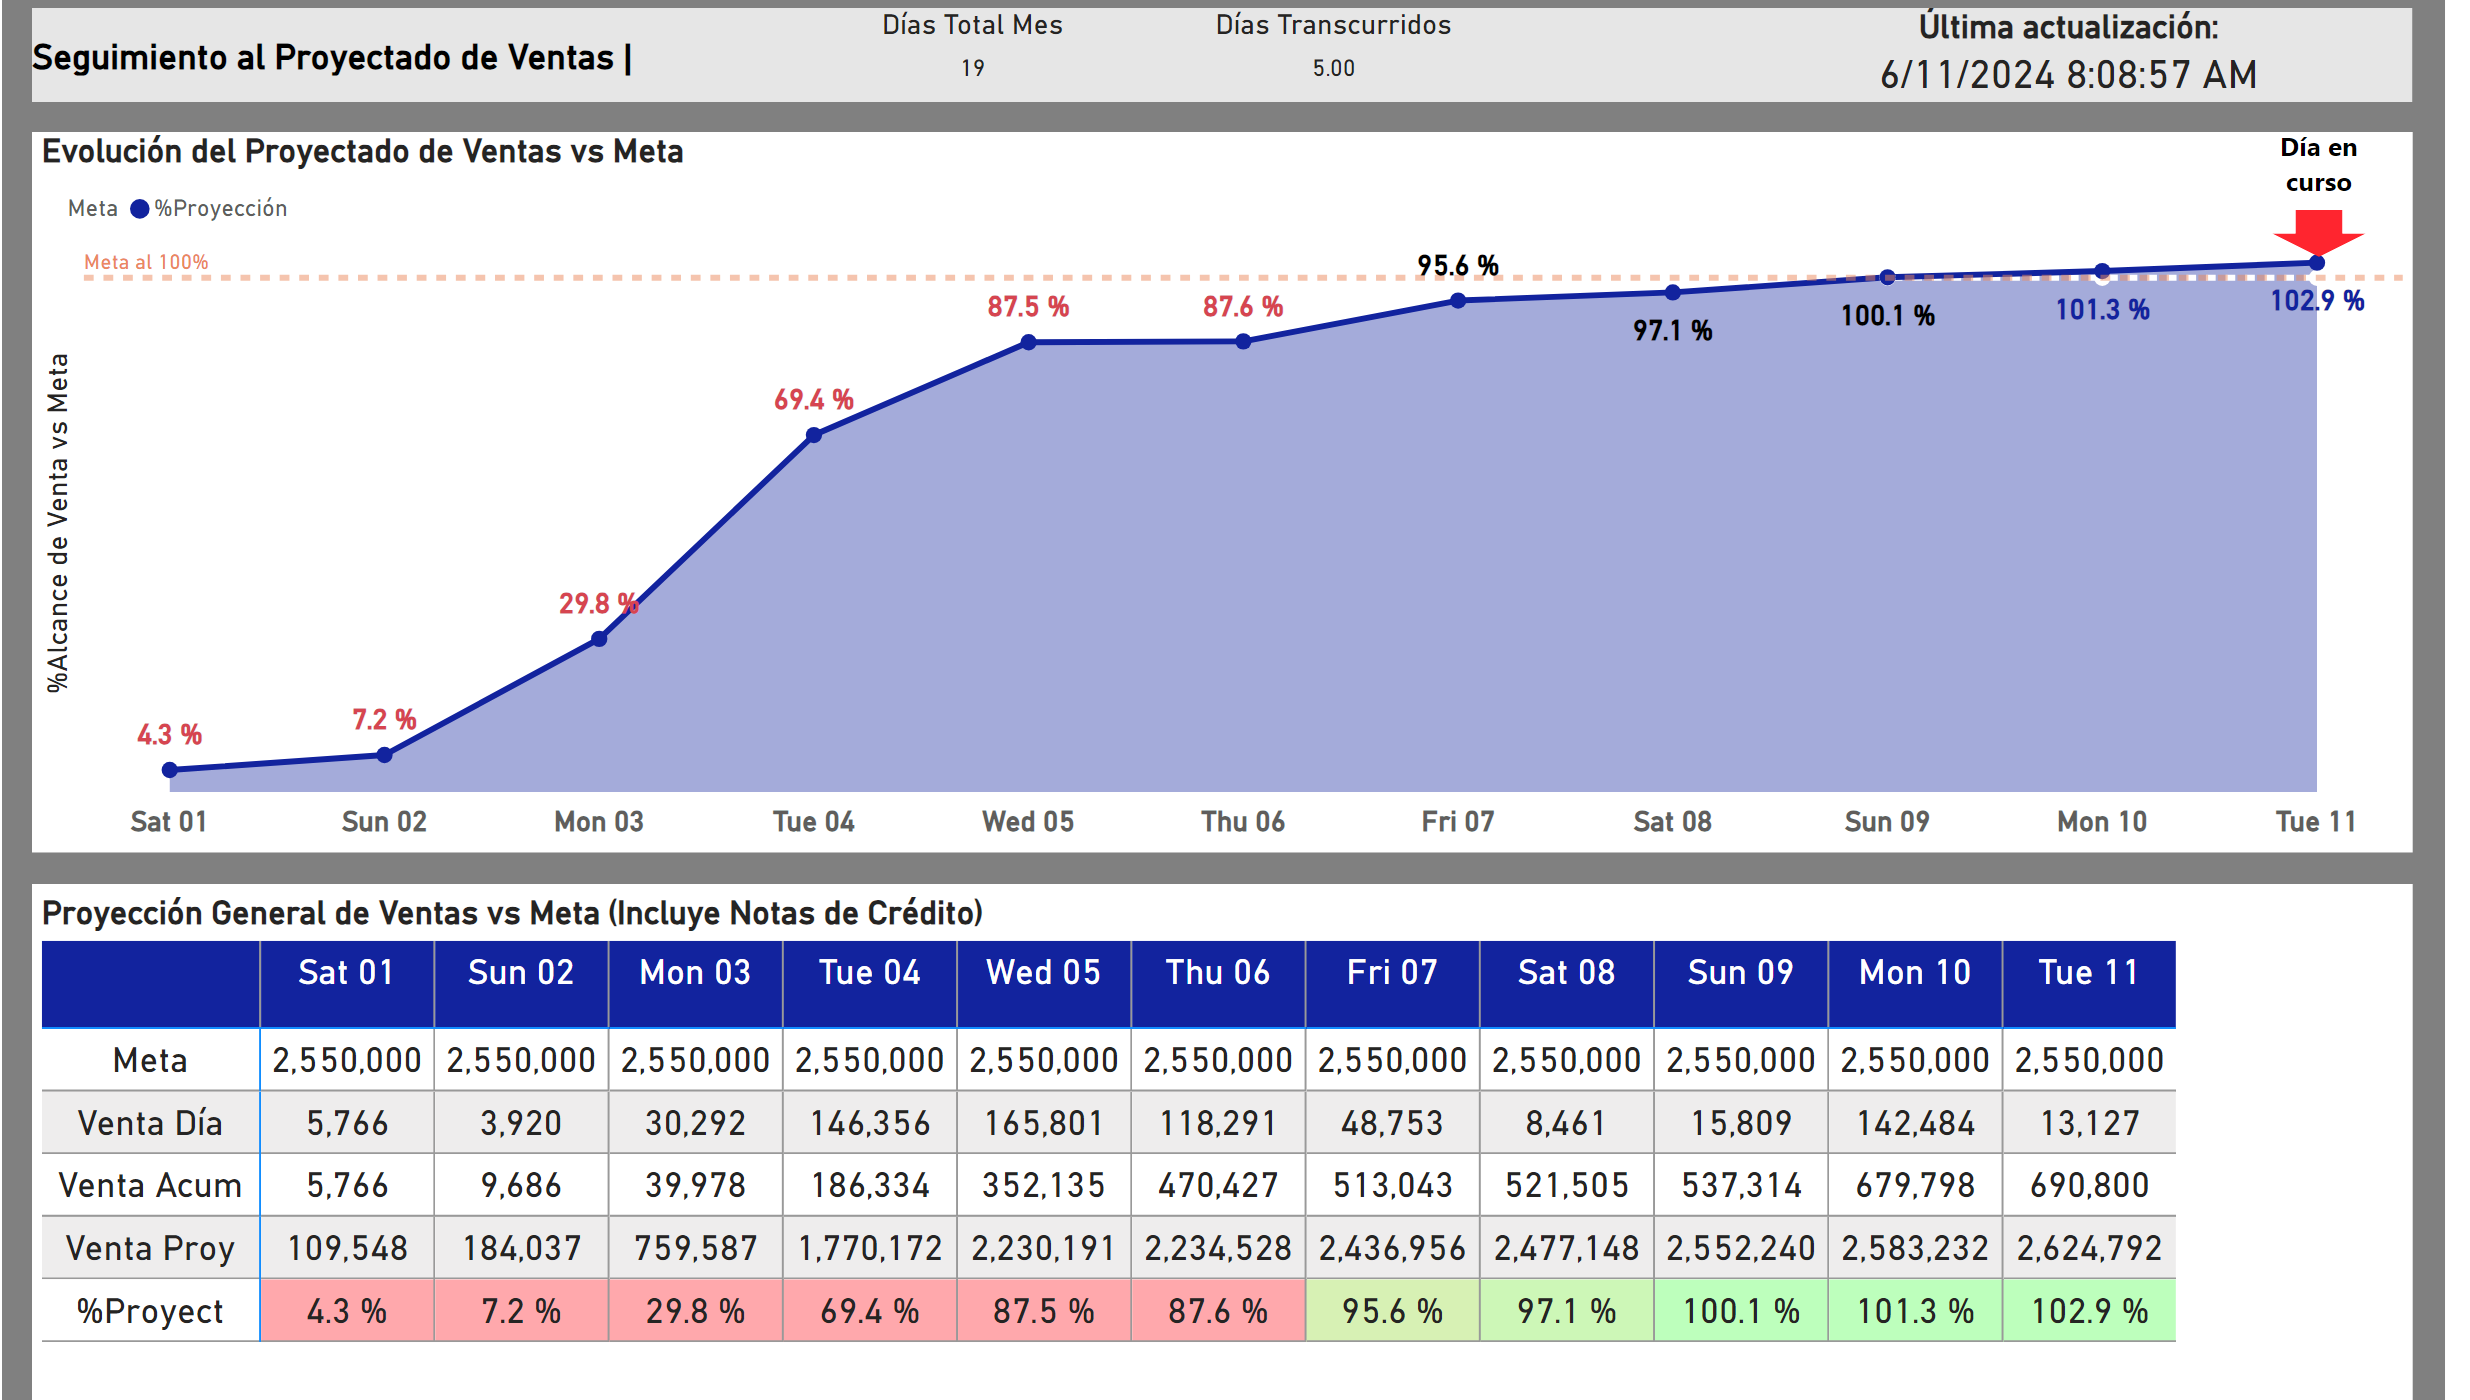 Seguimiento al Proyectado de Ventas |
Días Total Mes
19
Días Transcurridos
5.00
Última actualización:
6/11/2024 8:08:57 AM
Evolución del Proyectado de Ventas vs Meta
Día en
curso
Meta %Proyección
Meta al 100%
%Alcance de Venta vs Meta
4.3 %
7.2 %
29.8 %
69.4 %
87.5 %
87.6 %
95.6 %
97.1 %
100.1 %
101.3 %
102.9 %
Sat 01 Sun 02 Mon 03 Tue 04 Wed 05 Thu 06 Fri 07 Sat 08 Sun 09 Mon 10 Tue 11
Proyección General de Ventas vs Meta (Incluye Notas de Crédito)
Sat 01 Sun 02 Mon 03 Tue 04 Wed 05 Thu 06 Fri 07 Sat 08 Sun 09 Mon 10 Tue 11
Meta 2,550,000 2,550,000 2,550,000 2,550,000 2,550,000 2,550,000 2,550,000 2,550,000 2,550,000 2,550,000 2,550,000
Venta Día 5,766 3,920 30,292 146,356 165,801 118,291 48,753 8,461 15,809 142,484 13,127
Venta Acum 5,766 9,686 39,978 186,334 352,135 470,427 513,043 521,505 537,314 679,798 690,800
Venta Proy 109,548 184,037 759,587 1,770,172 2,230,191 2,234,528 2,436,956 2,477,148 2,552,240 2,583,232 2,624,792
%Proyect 4.3 % 7.2 % 29.8 % 69.4 % 87.5 % 87.6 % 95.6 % 97.1 % 100.1 % 101.3 % 102.9 %